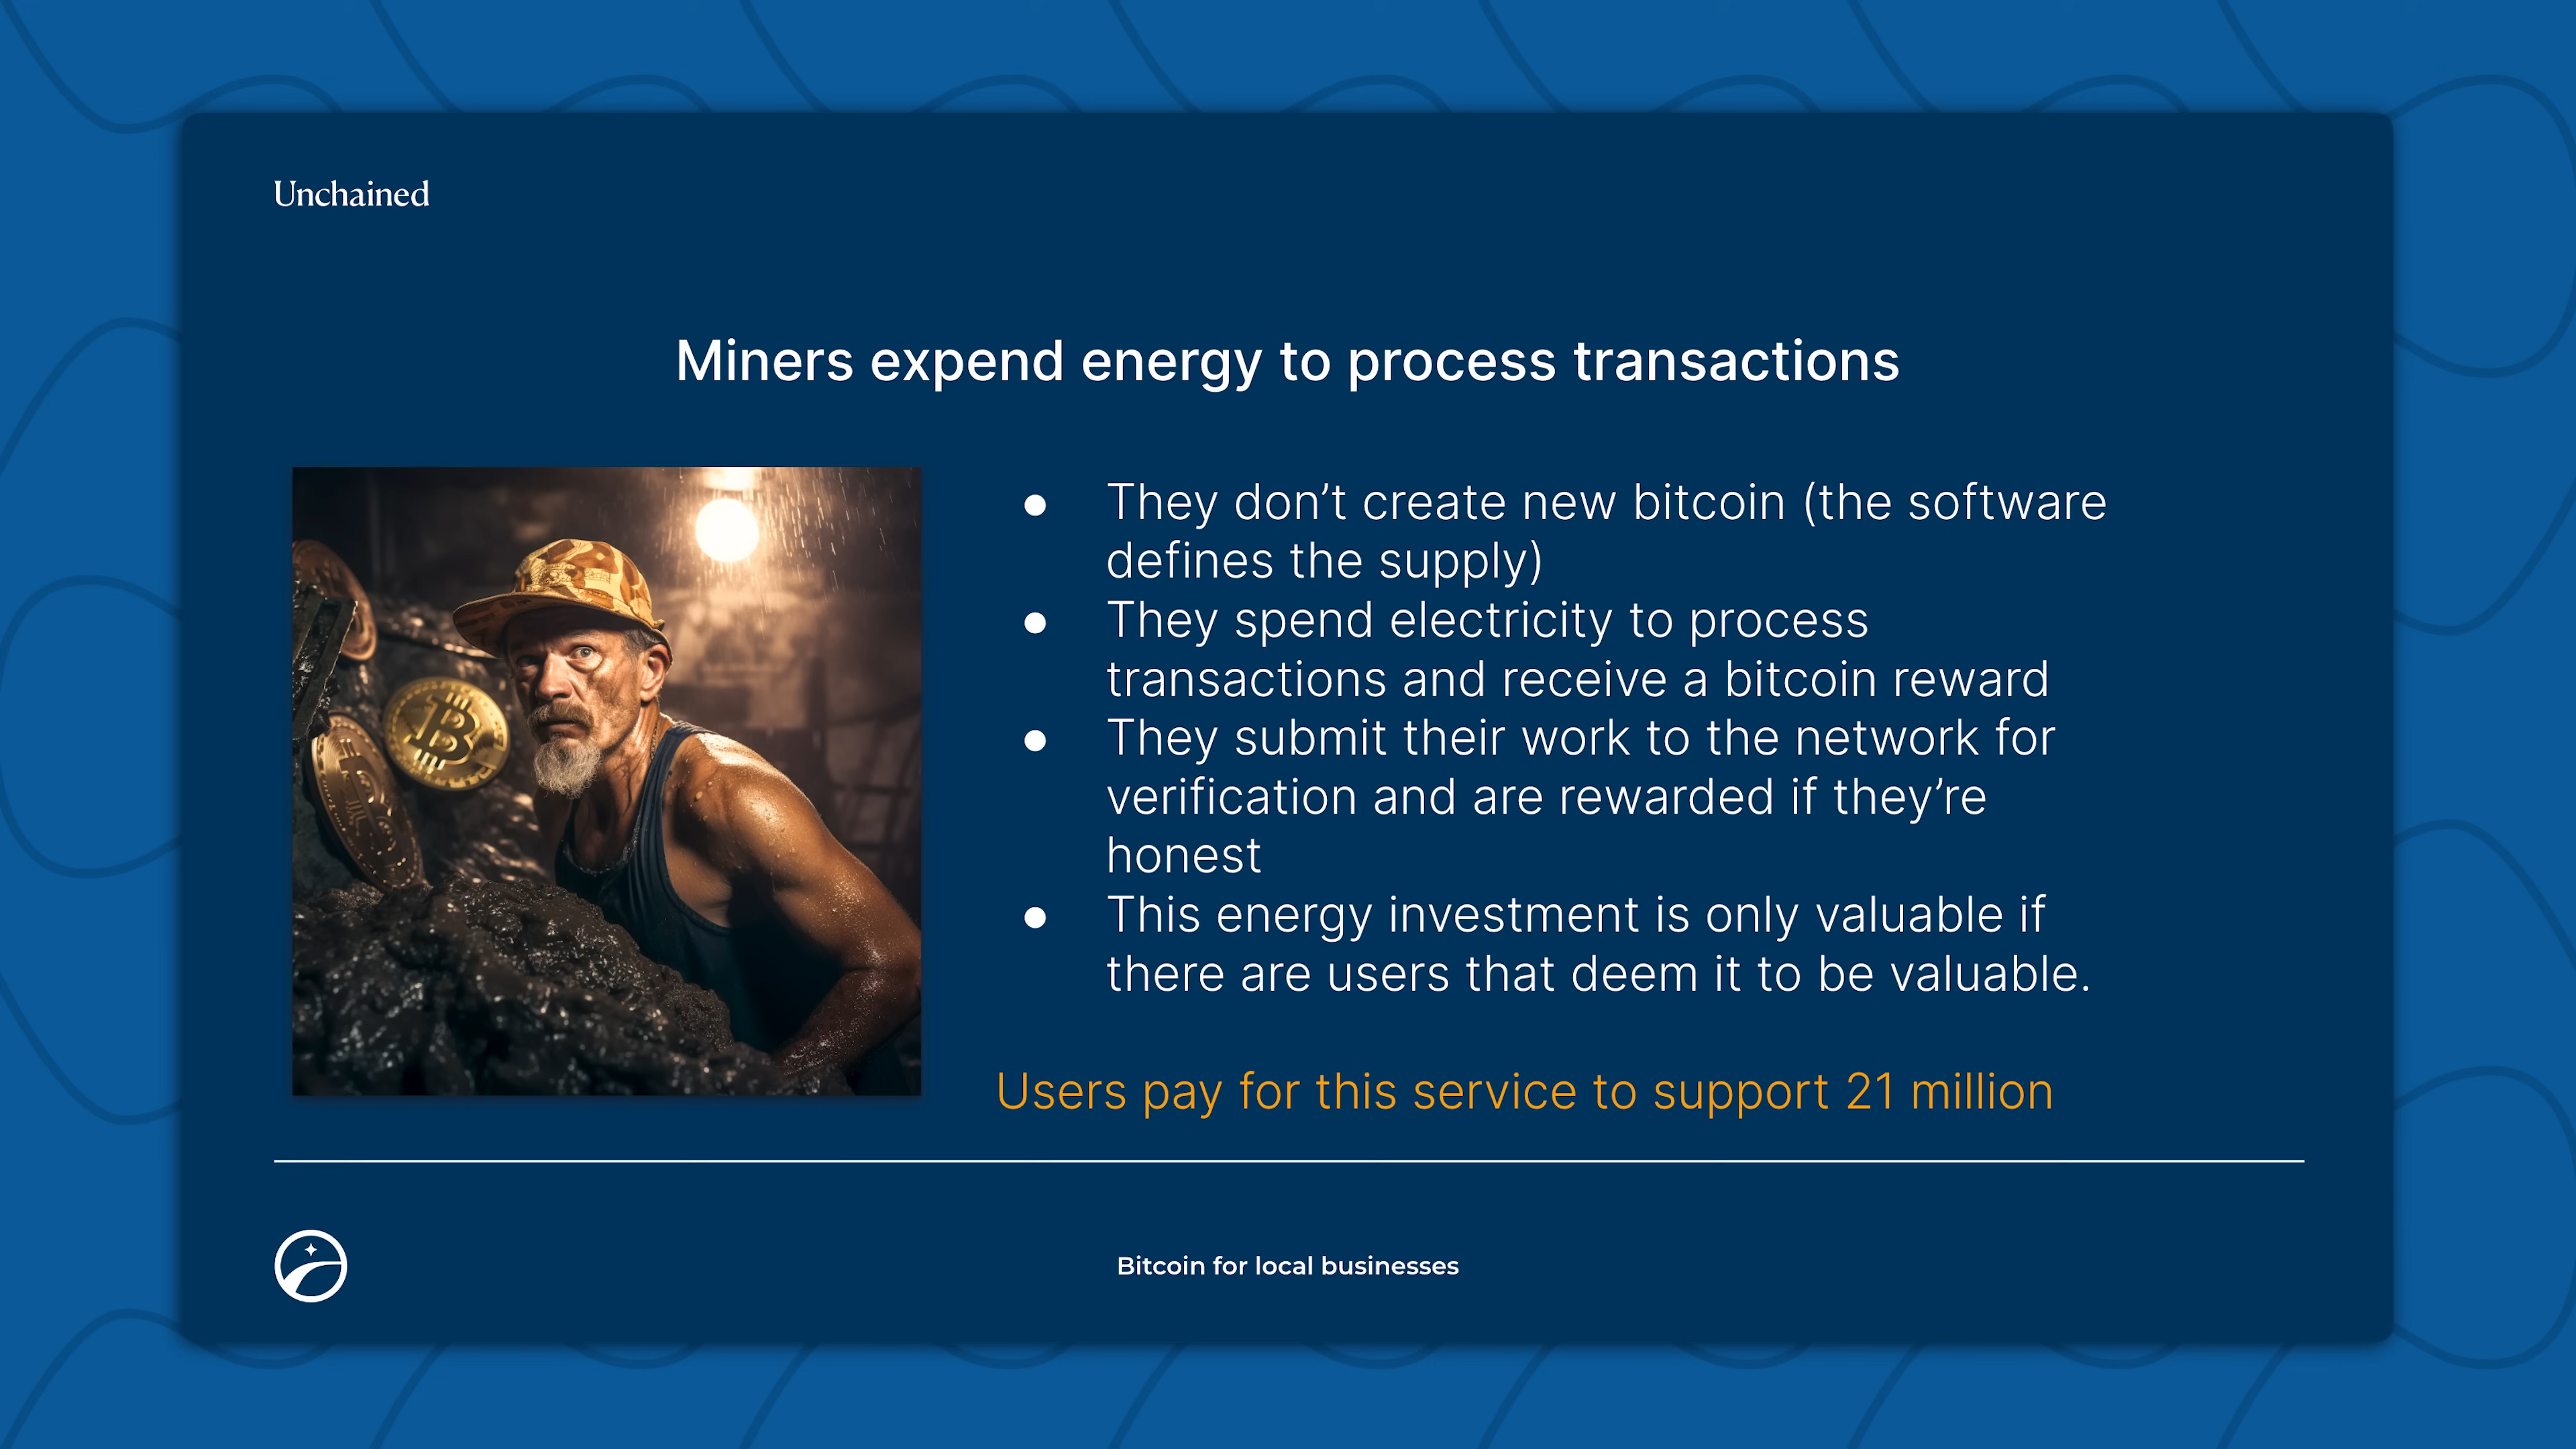 Unchained
Miners expend energy to process transactions
● They don’t create new bitcoin (the software
defines the supply)
● They spend electricity to process
transactions and receive a bitcoin reward
● They submit their work to the network for
verification and are rewarded if they’re
honest
● This energy investment is only valuable if
there are users that deem it to be valuable.
Users pay for this service to support 21 million
Bitcoin for local businesses